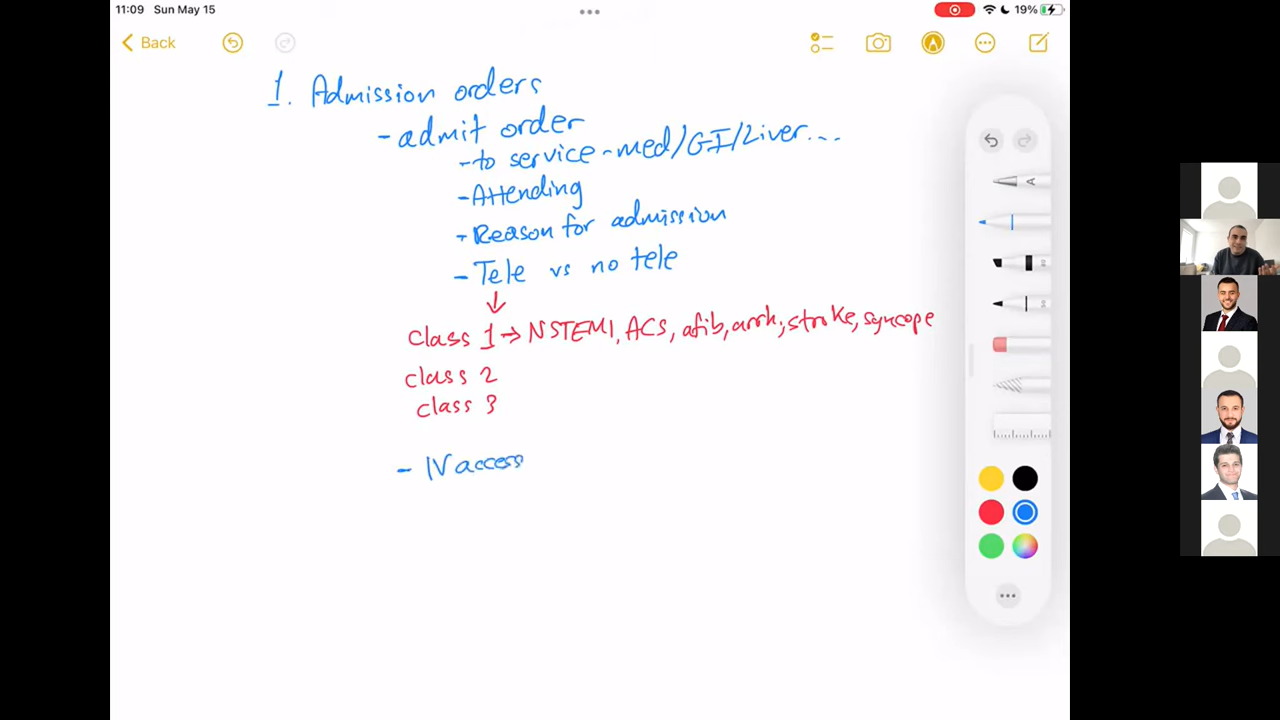 11:09 Sun May 15
19%
Back
1. Admission orders
- admit order
- to service - med/GI/Liver...
- Attending
- Reason for admission
- Tele vs no tele
class 1 → NSTEMI, ACS, afib, arrh, stroke, syncope
class 2
class 3
- IV access
A